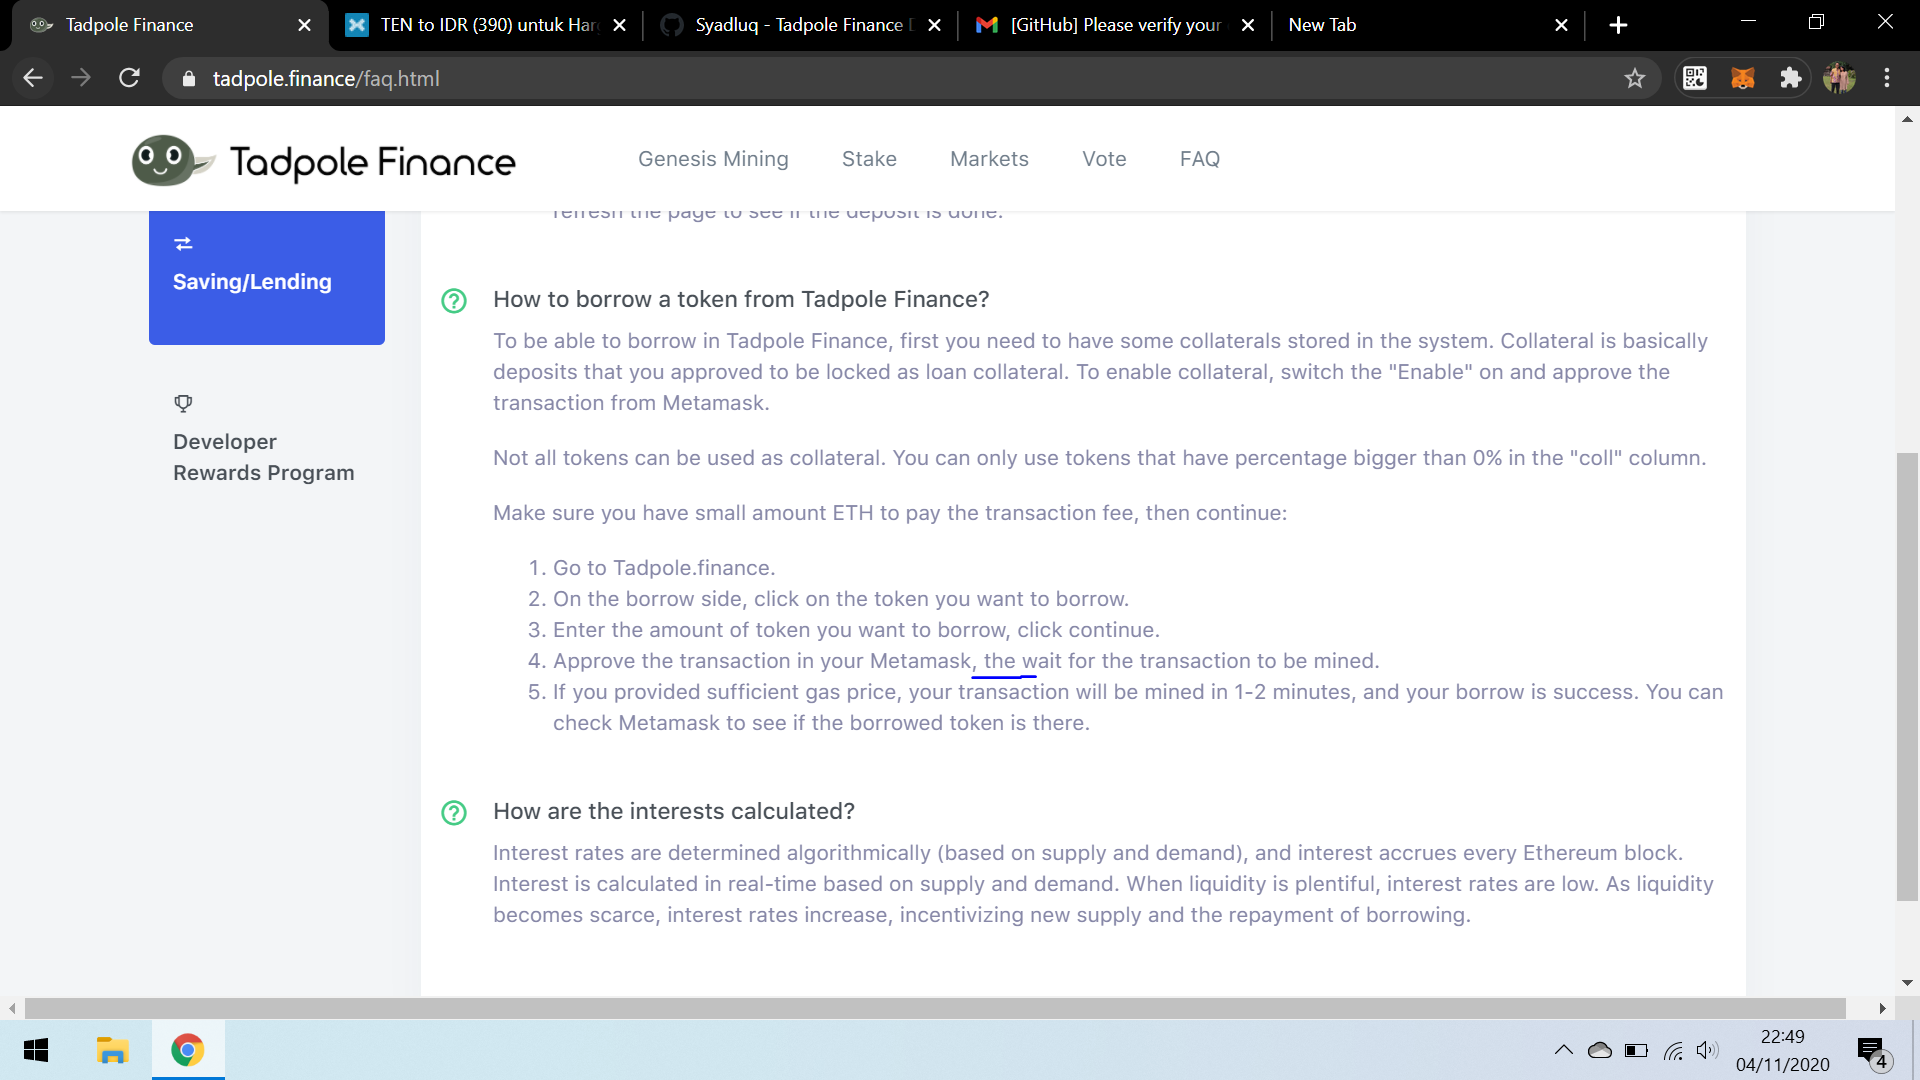 Tadpole Finance
TEN to IDR (390) untuk Har
Syadluq - Tadpole Finance D
[GitHub] Please verify your
New Tab
tadpole.finance/faq.html
Tadpole Finance
Genesis Mining
Stake
Markets
Vote
FAQ
refresh the page to see if the deposit is done.
Saving/Lending
Developer
Rewards Program
How to borrow a token from Tadpole Finance?
To be able to borrow in Tadpole Finance, first you need to have some collaterals stored in the system. Collateral is basically
deposits that you approved to be locked as loan collateral. To enable collateral, switch the "Enable" on and approve the
transaction from Metamask.
Not all tokens can be used as collateral. You can only use tokens that have percentage bigger than 0% in the "coll" column.
Make sure you have small amount ETH to pay the transaction fee, then continue:
1. Go to Tadpole.finance.
2. On the borrow side, click on the token you want to borrow.
3. Enter the amount of token you want to borrow, click continue.
4. Approve the transaction in your Metamask, the wait for the transaction to be mined.
5. If you provided sufficient gas price, your transaction will be mined in 1-2 minutes, and your borrow is success. You can
check Metamask to see if the borrowed token is there.
How are the interests calculated?
Interest rates are determined algorithmically (based on supply and demand), and interest accrues every Ethereum block.
Interest is calculated in real-time based on supply and demand. When liquidity is plentiful, interest rates are low. As liquidity
becomes scarce, interest rates increase, incentivizing new supply and the repayment of borrowing.
22:49
04/11/2020
4